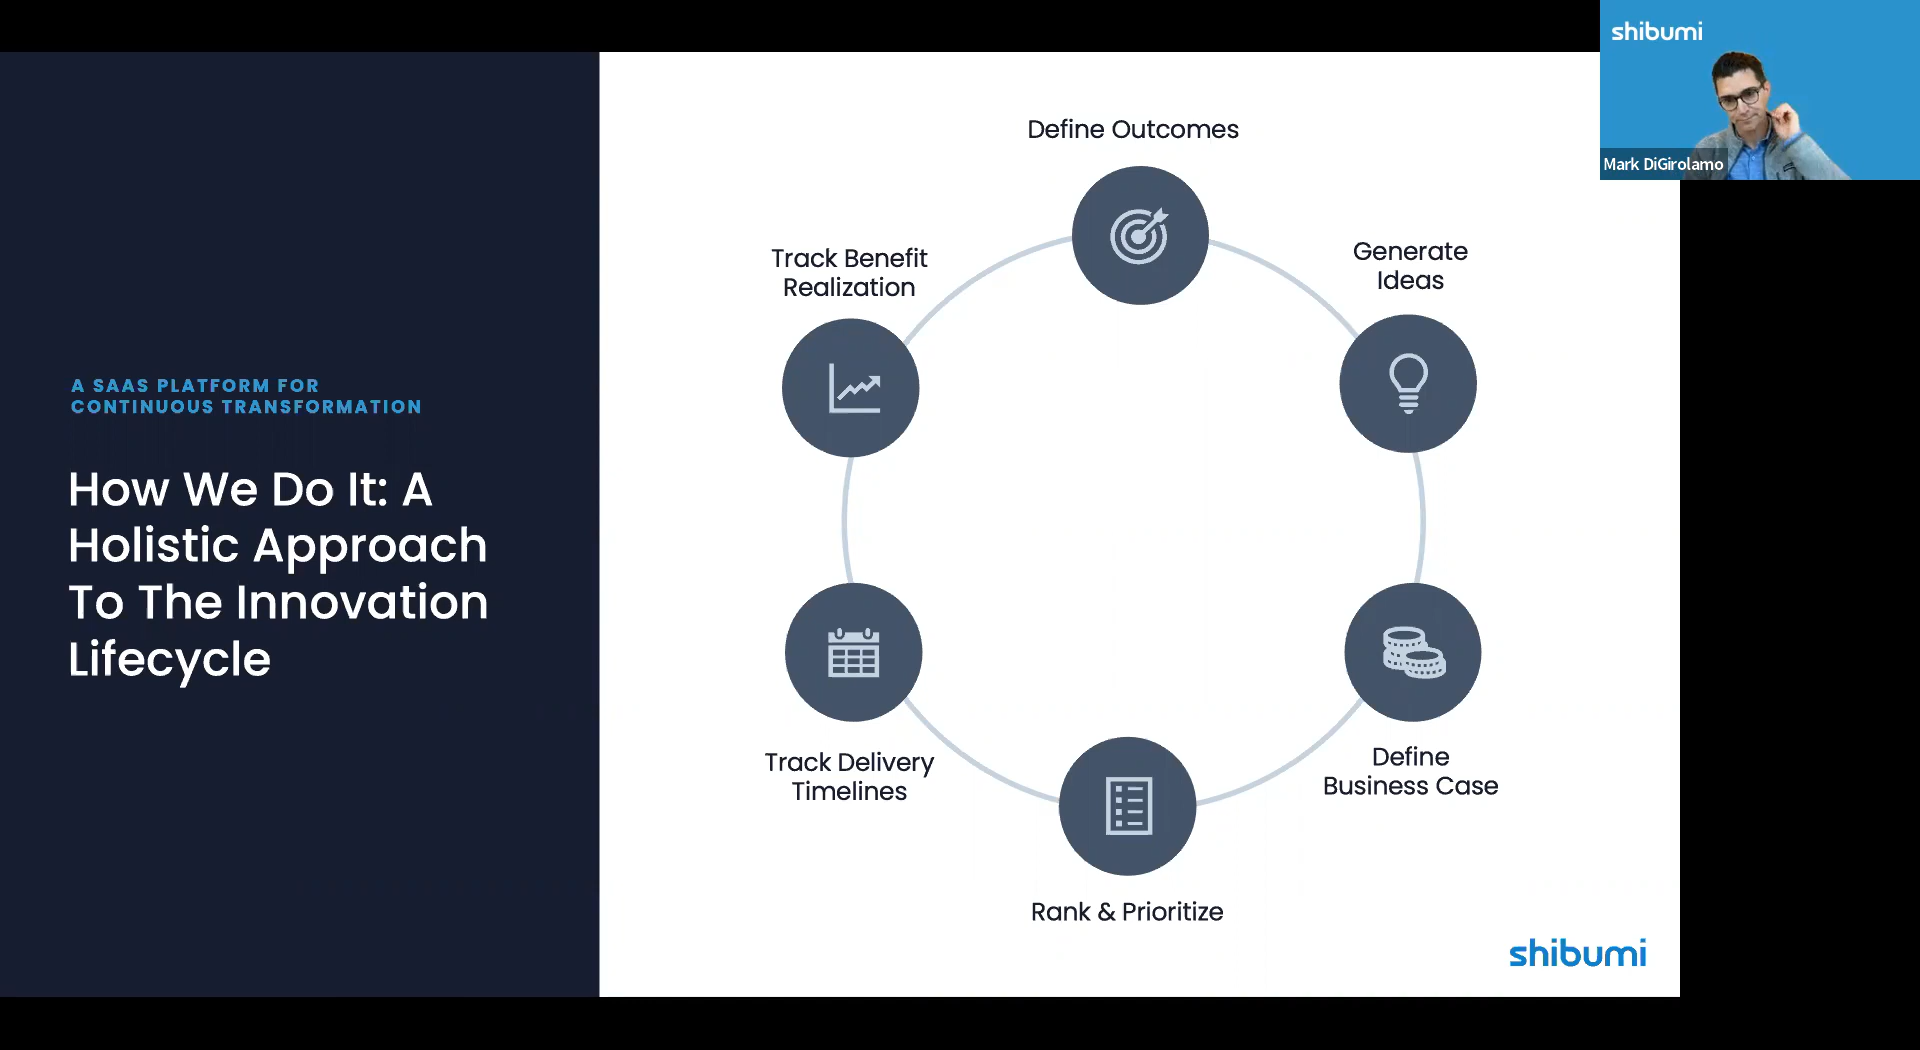 shibumi
Mark DiGirolamo
A SAAS PLATFORM FOR
CONTINUOUS TRANSFORMATION
How We Do It: A
Holistic Approach
To The Innovation
Lifecycle
Define Outcomes
Generate
Ideas
Define
Business Case
Rank & Prioritize
Track Delivery
Timelines
Track Benefit
Realization
shibumi